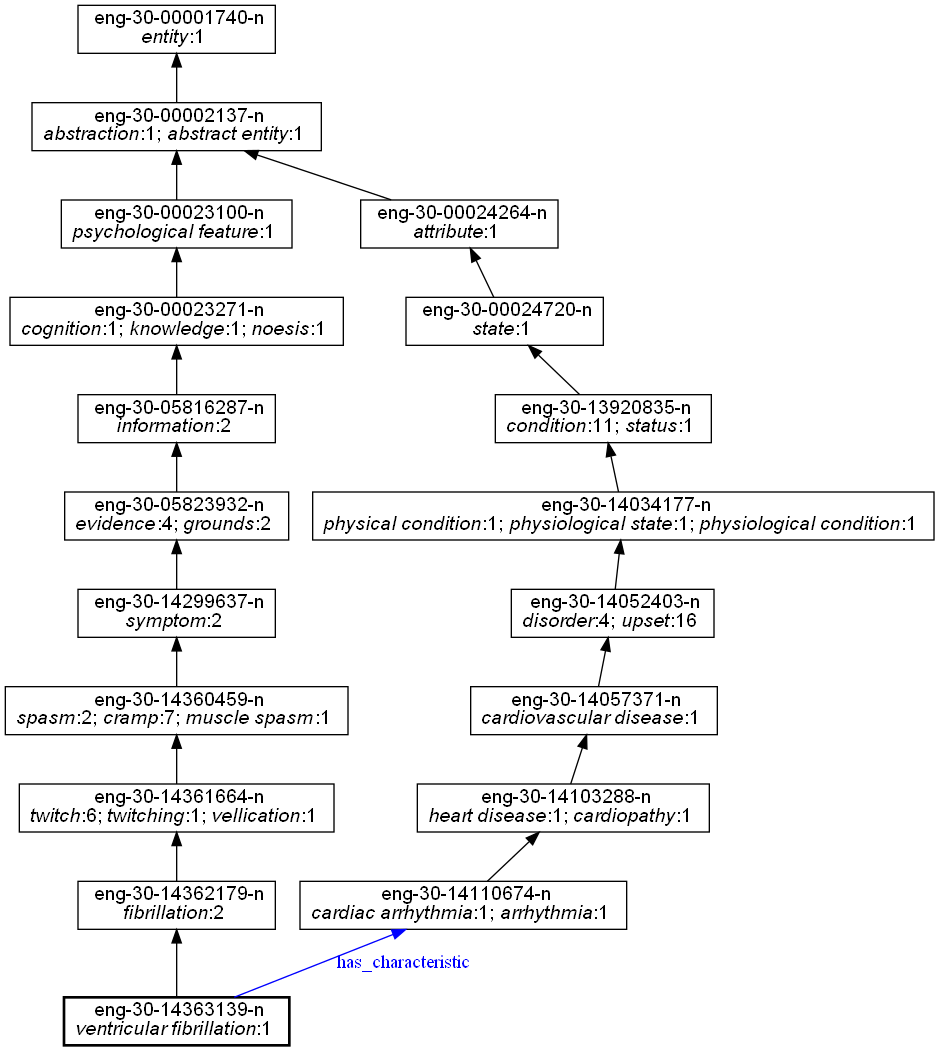 eng-30-00001740-n
entity:1
eng-30-00002137-n
abstraction:1; abstract entity:1
eng-30-00023100-n
psychological feature:1
eng-30-00024264-n
attribute:1
eng-30-00023271-n
cognition:1; knowledge:1; noesis:1
eng-30-00024720-n
state:1
eng-30-05816287-n
information:2
eng-30-13920835-n
condition:11; status:1
eng-30-05823932-n
evidence:4; grounds:2
eng-30-14034177-n
physical condition:1; physiological state:1; physiological condition:1
eng-30-14299637-n
symptom:2
eng-30-14052403-n
disorder:4; upset:16
eng-30-14360459-n
spasm:2; cramp:7; muscle spasm:1
eng-30-14057371-n
cardiovascular disease:1
eng-30-14361664-n
twitch:6; twitching:1; vellication:1
eng-30-14103288-n
heart disease:1; cardiopathy:1
eng-30-14362179-n
fibrillation:2
eng-30-14110674-n
cardiac arrhythmia:1; arrhythmia:1
has_characteristic
eng-30-14363139-n
ventricular fibrillation:1